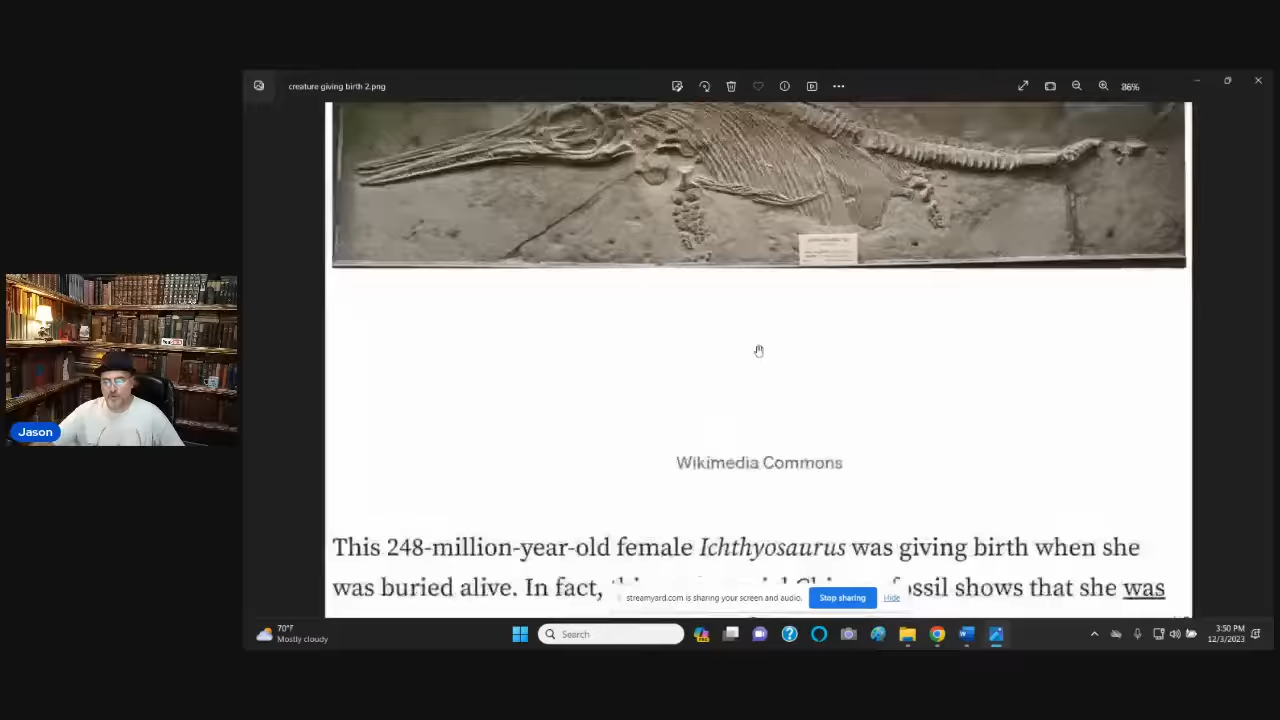 creature giving birth 2.png
86%
Jason
Wikimedia Commons
This 248-million-year-old female Ichthyosaurus was giving birth when she
was buried alive. In fact, fossil shows that she was
streamyard.com is sharing your screen and audio.
Stop sharing
Hide
70°F
Mostly cloudy
Search
3:50 PM
12/3/2023